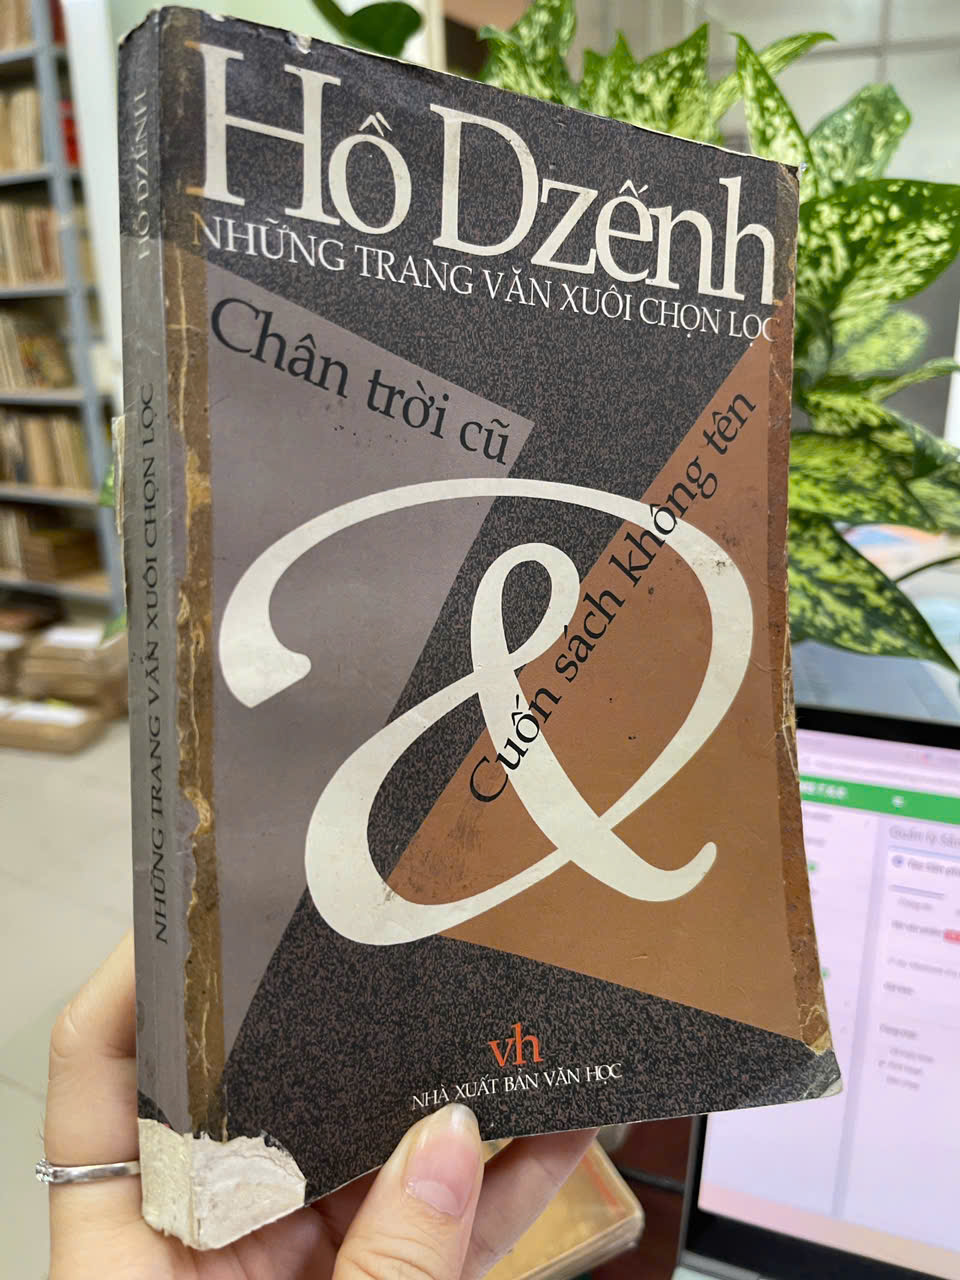 Hồ Dzếnh
NHỮNG TRANG VĂN XUÔI CHỌN LỌC
Chân trời cũ
&
Cuốn sách không tên
vh
NHÀ XUẤT BẢN VĂN HỌC
HỒ DZẾNH
NHỮNG TRANG VĂN XUÔI CHỌN LỌC